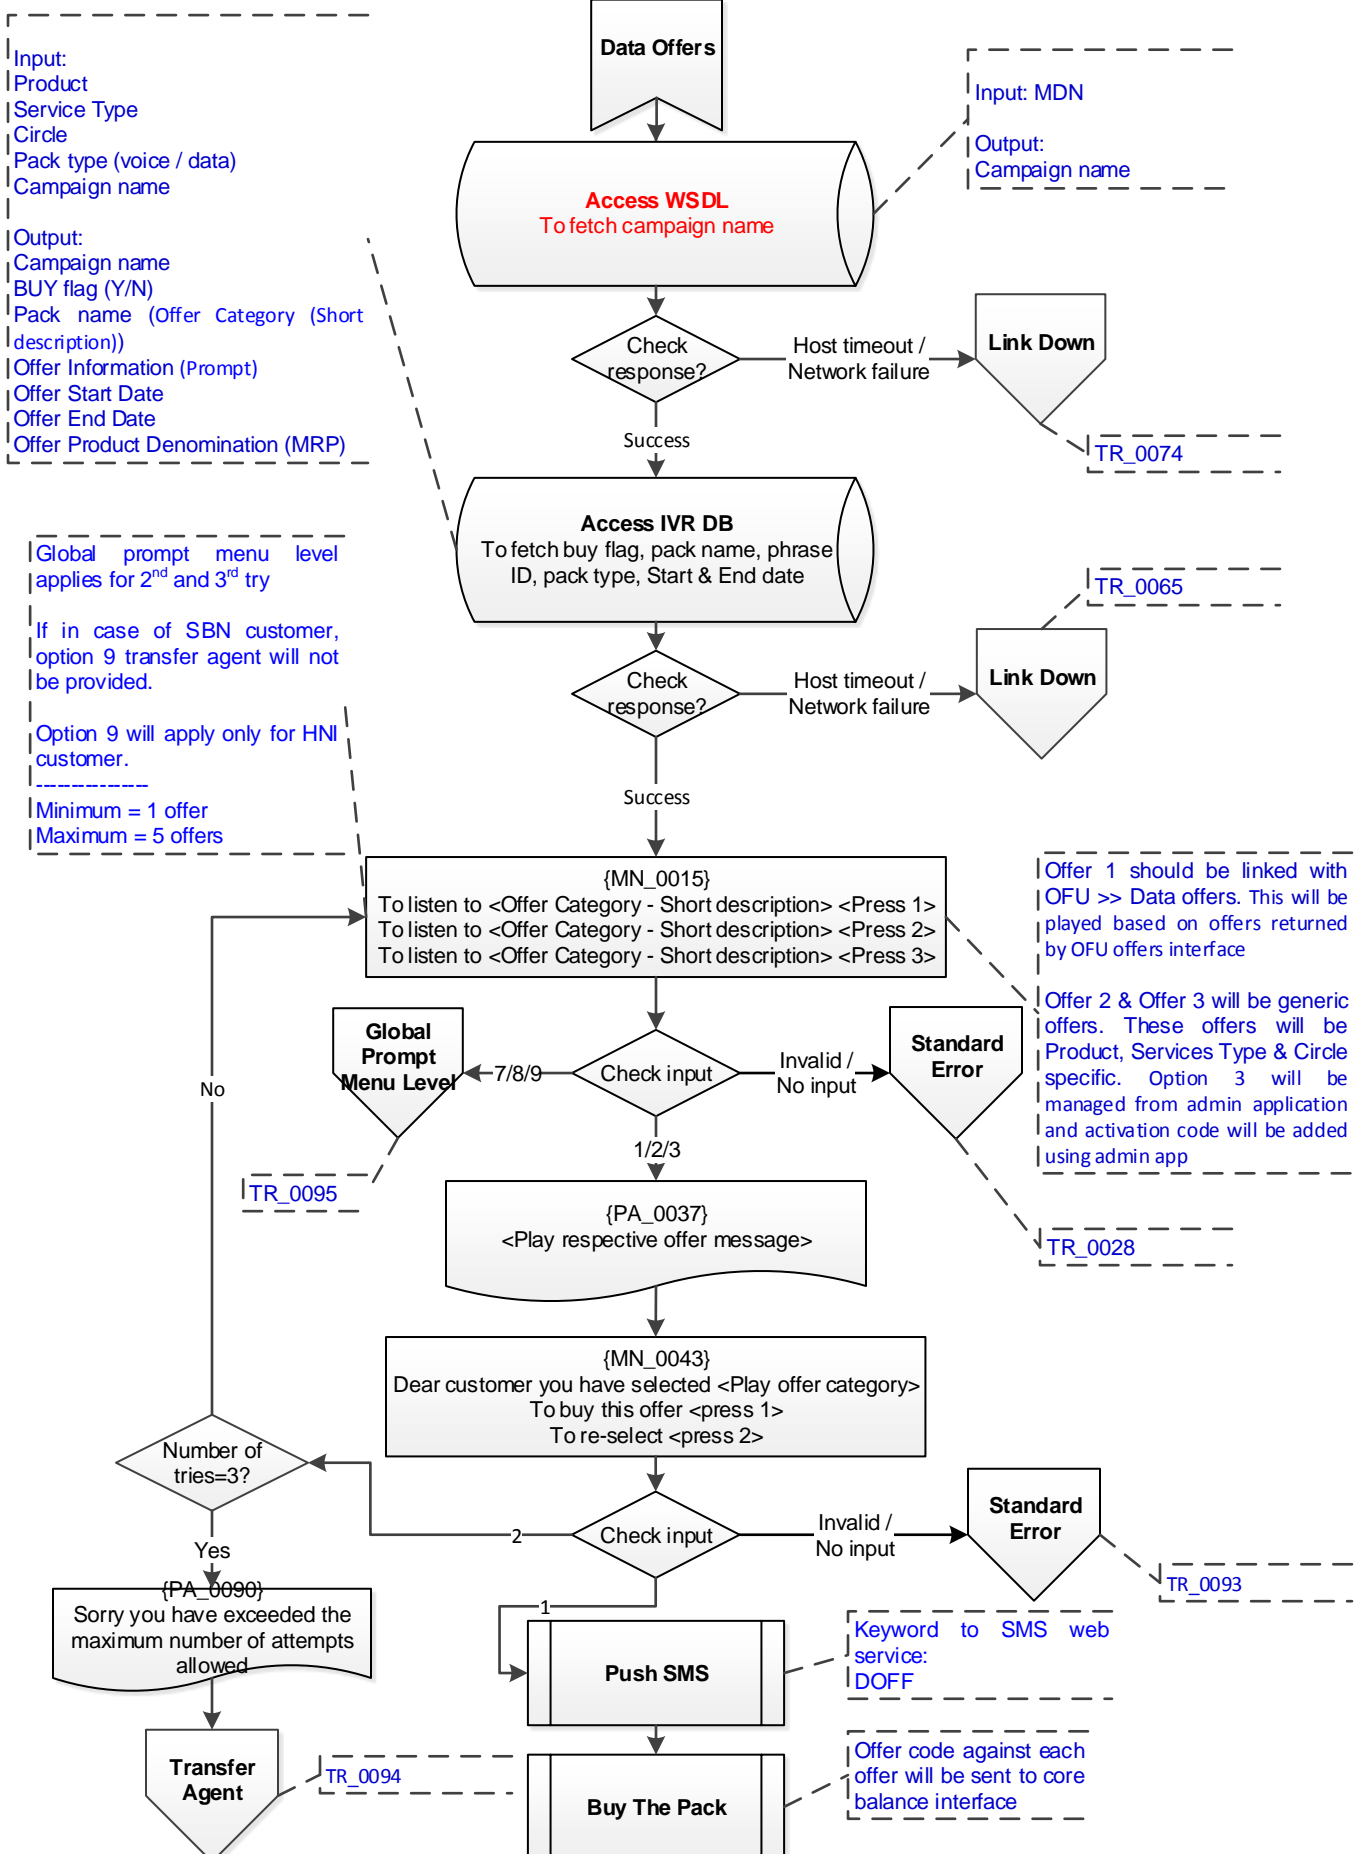 Data Offers
Input:
Product
Service Type
Circle
Pack type (voice / data)
Campaign name
Output:
Campaign name
BUY flag (Y/N)
Pack name (Offer Category (Short
description))
Offer Information (Prompt)
Offer Start Date
Offer End Date
Offer Product Denomination (MRP)
Input: MDN
Output:
Campaign name
Access WSDL
To fetch campaign name
Check
response?
Host timeout /
Network failure
Link Down
TR_0074
Success
Access IVR DB
To fetch buy flag, pack name, phrase
ID, pack type, Start & End date
Global prompt menu level
applies for 2nd and 3rd try
If in case of SBN customer,
option 9 transfer agent will not
be provided.
Option 9 will apply only for HNI
customer.
----------------
Minimum = 1 offer
Maximum = 5 offers
TR_0065
Check
response?
Host timeout /
Network failure
Link Down
Success
{MN_0015}
To listen to <Offer Category - Short description> <Press 1>
To listen to <Offer Category - Short description> <Press 2>
To listen to <Offer Category - Short description> <Press 3>
Offer 1 should be linked with
OFU >> Data offers. This will be
played based on offers returned
by OFU offers interface
Offer 2 & Offer 3 will be generic
offers. These offers will be
Product, Services Type & Circle
specific. Option 3 will be
managed from admin application
and activation code will be added
using admin app
Global
Prompt
Menu Level
7/8/9
Check input
Invalid /
No input
Standard
Error
No
1/2/3
TR_0095
{PA_0037}
<Play respective offer message>
TR_0028
{MN_0043}
Dear customer you have selected <Play offer category>
To buy this offer <press 1>
To re-select <press 2>
Number of
tries=3?
2
Check input
Invalid /
No input
Standard
Error
Yes
TR_0093
{PA_0090}
Sorry you have exceeded the
maximum number of attempts
allowed
1
Push SMS
Keyword to SMS web
service:
DOFF
Transfer
Agent
TR_0094
Buy The Pack
Offer code against each
offer will be sent to core
balance interface